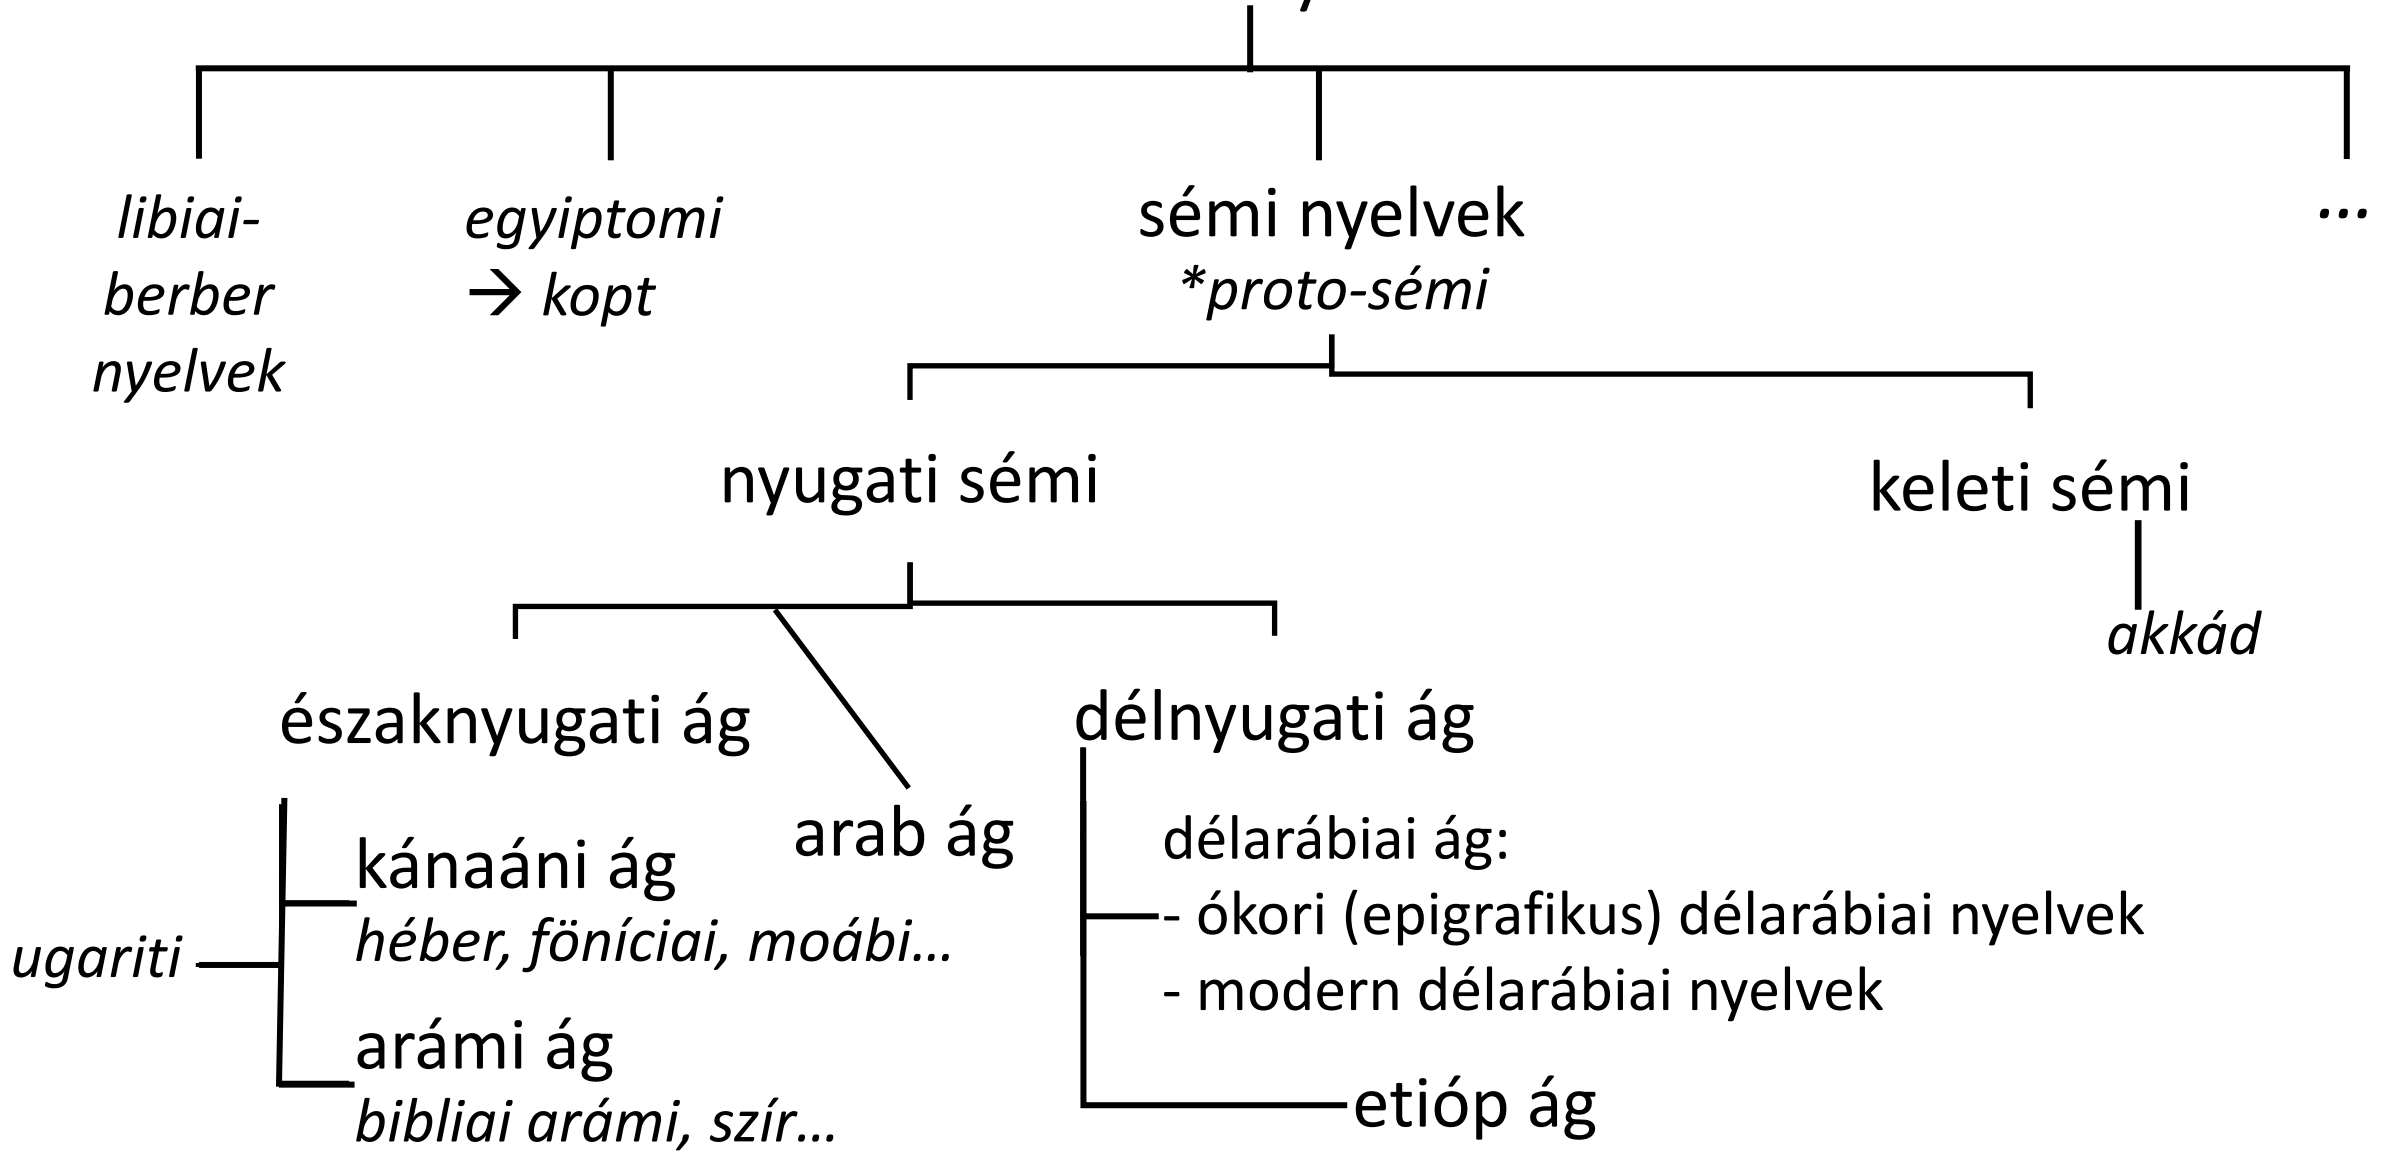 libiai-
berber
nyelvek
egyiptomi
→ kopt
sémi nyelvek
*proto-sémi
...
nyugati sémi
keleti sémi
akkád
északnyugati ág
délnyugati ág
arab ág
ugariti
kánaáni ág
héber, föníciai, moábi...
arámi ág
bibliai arámi, szír...
délarábiai ág:
- ókori (epigrafikus) délarábiai nyelvek
- modern délarábiai nyelvek
etióp ág